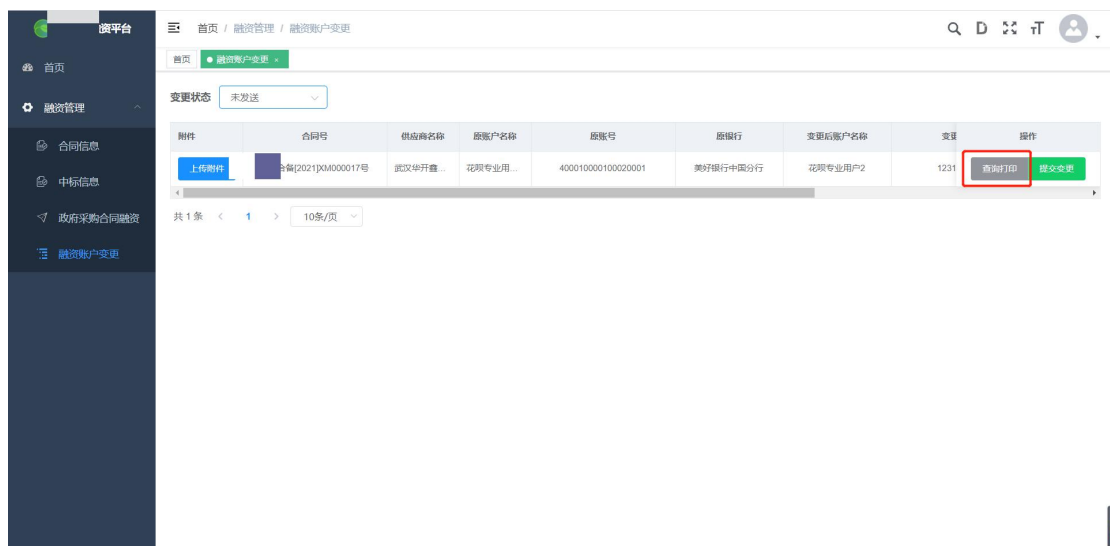 资平台
首页 / 融资管理 / 融资账户变更
首页
首页
融资账户变更 ×
融资管理
合同信息
中标信息
政府采购合同融资
融资账户变更
变更状态 未发送
附件 合同号 供应商名称 原账户名称 原账号 原银行 变更后账户名称 变更 操作
上传附件 合备[2021]XM000017号 武汉华开鑫... 花呗专业用... 400010000100020001 美好银行中国分行 花呗专业用户2 1231 查询打印 提交变更
共 1 条 < 1 > 10条/页